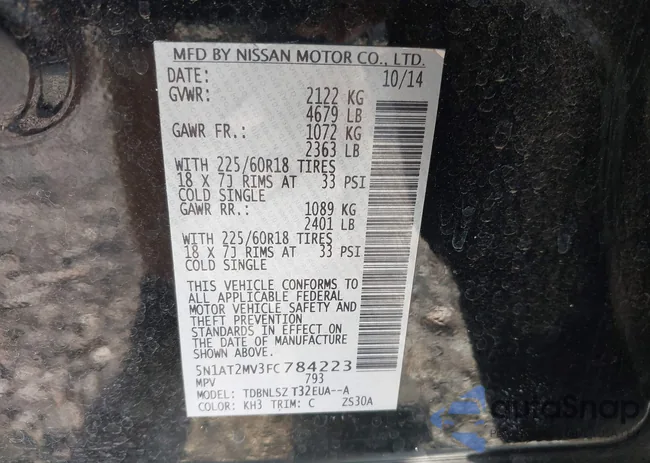 MFD BY NISSAN MOTOR CO., LTD.
DATE: 10/14
GVWR: 2122 KG
4679 LB
GAWR FR.: 1072 KG
2363 LB
WITH 225/60R18 TIRES
18 X 7J RIMS AT 33 PSI
COLD SINGLE
GAWR RR.: 1089 KG
2401 LB
WITH 225/60R18 TIRES
18 X 7J RIMS AT 33 PSI
COLD SINGLE
THIS VEHICLE CONFORMS TO
ALL APPLICABLE FEDERAL
MOTOR VEHICLE SAFETY AND
THEFT PREVENTION
STANDARDS IN EFFECT ON
THE DATE OF MANUFACTURE
SHOWN ABOVE.
5N1AT2MV3FC784223
MPV 793
MODEL: TDBNLSZ T32EUA--A
COLOR: KH3 TRIM: C ZS30A
autoSnap